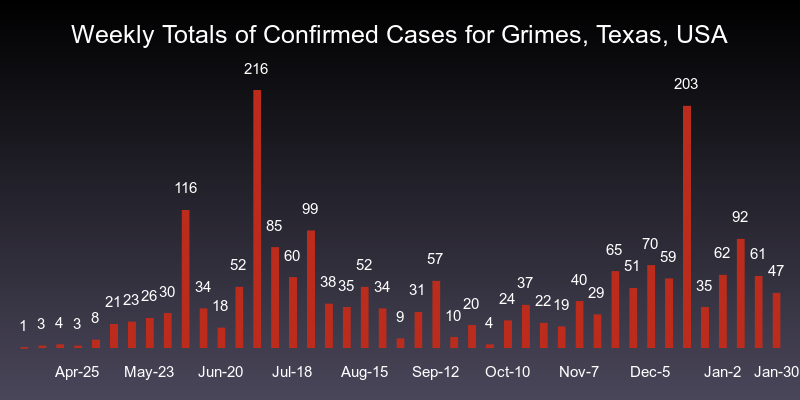 Weekly Totals of Confirmed Cases for Grimes, Texas, USA
1 3 4 3 8 21 23 26 30 116 34 18 52 216 85 60 99 38 35 52 34 9 31 57 10 20 4 24 37 22 19 40 29 65 51 70 59 203 35 62 92 61 47
Apr-25 May-23 Jun-20 Jul-18 Aug-15 Sep-12 Oct-10 Nov-7 Dec-5 Jan-2 Jan-30